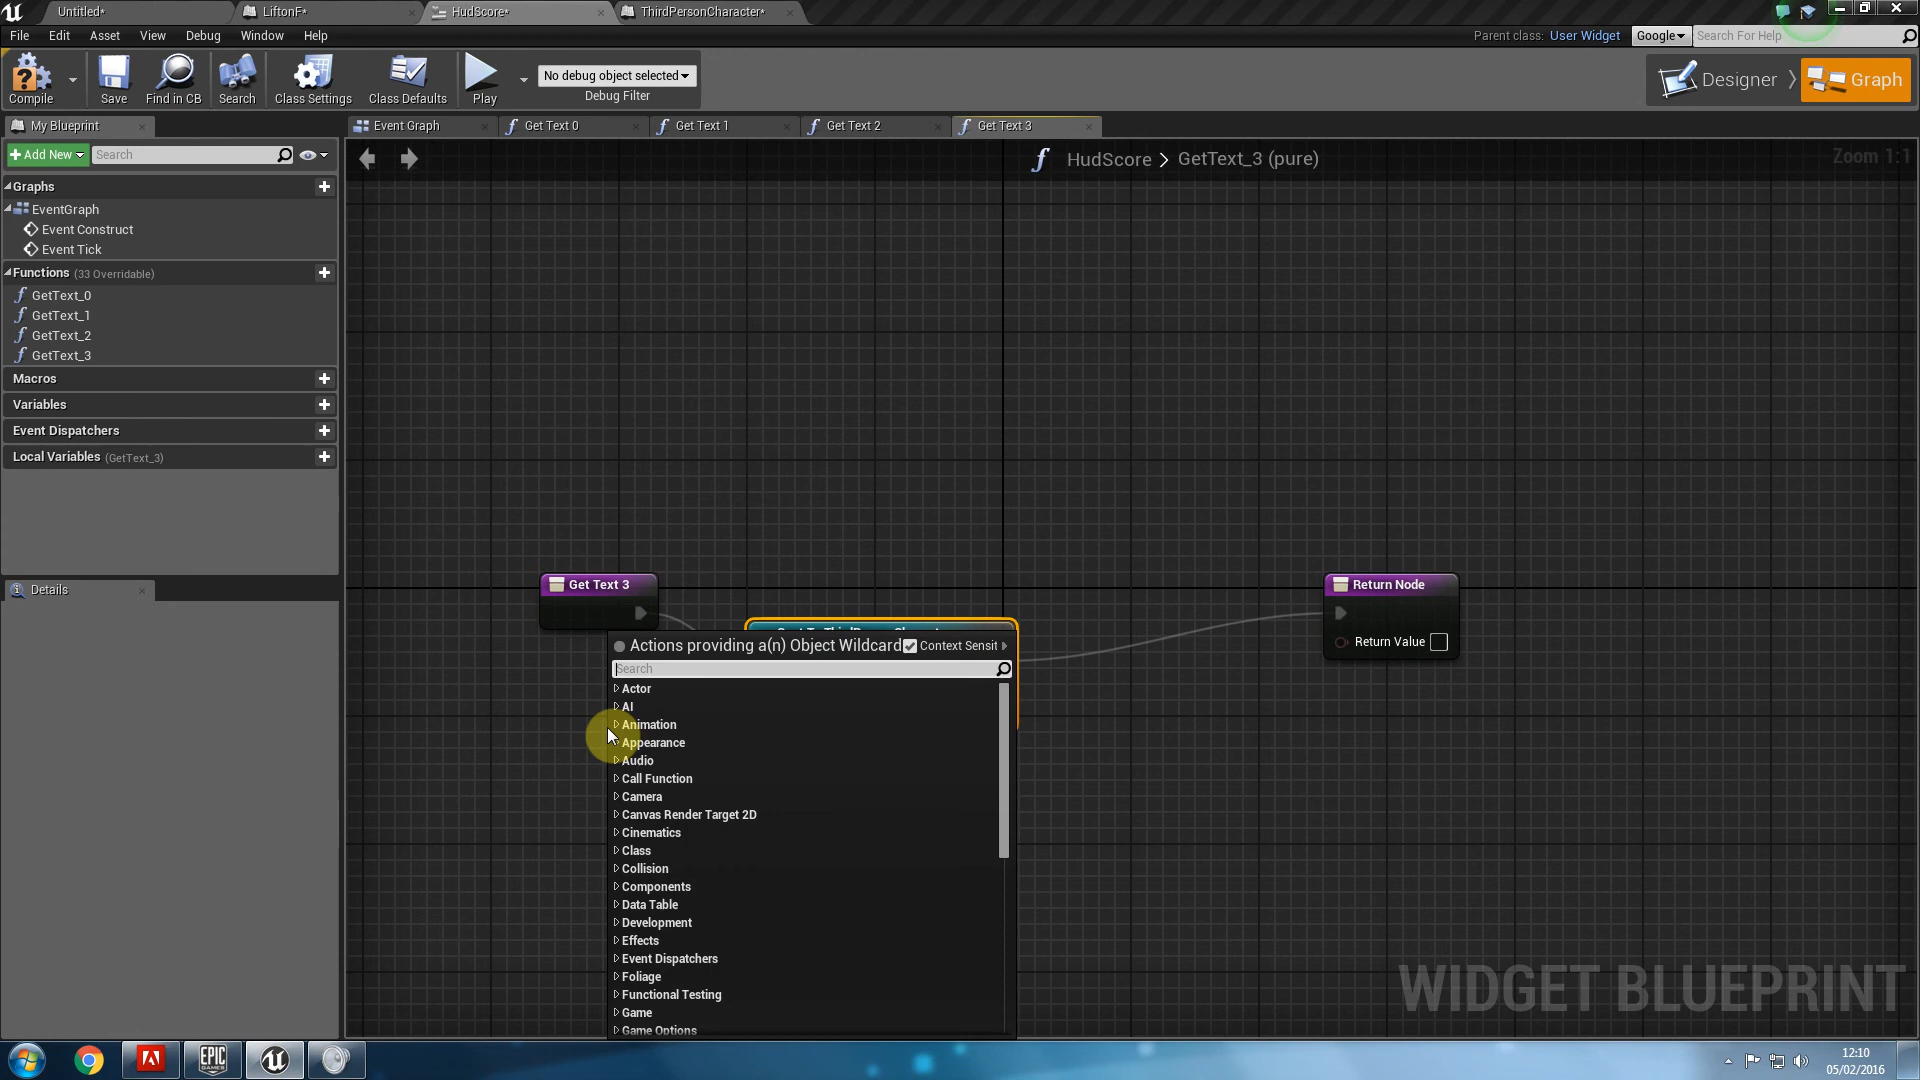 Untitled*
LiftonF*
HudScore*
ThirdPersonCharacter*
File Edit Asset View Debug Window Help
Parent class: User Widget Google Search For Help
Compile
Save
Find in CB
Search
Class Settings
Class Defaults
Play
No debug object selected
Debug Filter
Designer
Graph
My Blueprint
Event Graph
Get Text 0
Get Text 1
Get Text 2
Get Text 3
Add New Search
HudScore > GetText_3 (pure)
Zoom 1:1
Graphs
EventGraph
Event Construct
Event Tick
Functions (33 Overridable)
GetText_0
GetText_1
GetText_2
GetText_3
Macros
Variables
Event Dispatchers
Local Variables (GetText_3)
Details
Get Text 3
Return Node
Return Value
Actions providing a(n) Object Wildcard Context Sensit
Search
Actor
AI
Animation
Appearance
Audio
Call Function
Camera
Canvas Render Target 2D
Cinematics
Class
Collision
Components
Data Table
Development
Effects
Event Dispatchers
Foliage
Functional Testing
Game
Game Options
WIDGET BLUEPRINT
EPIC
GAMES
12:10
05/02/2016